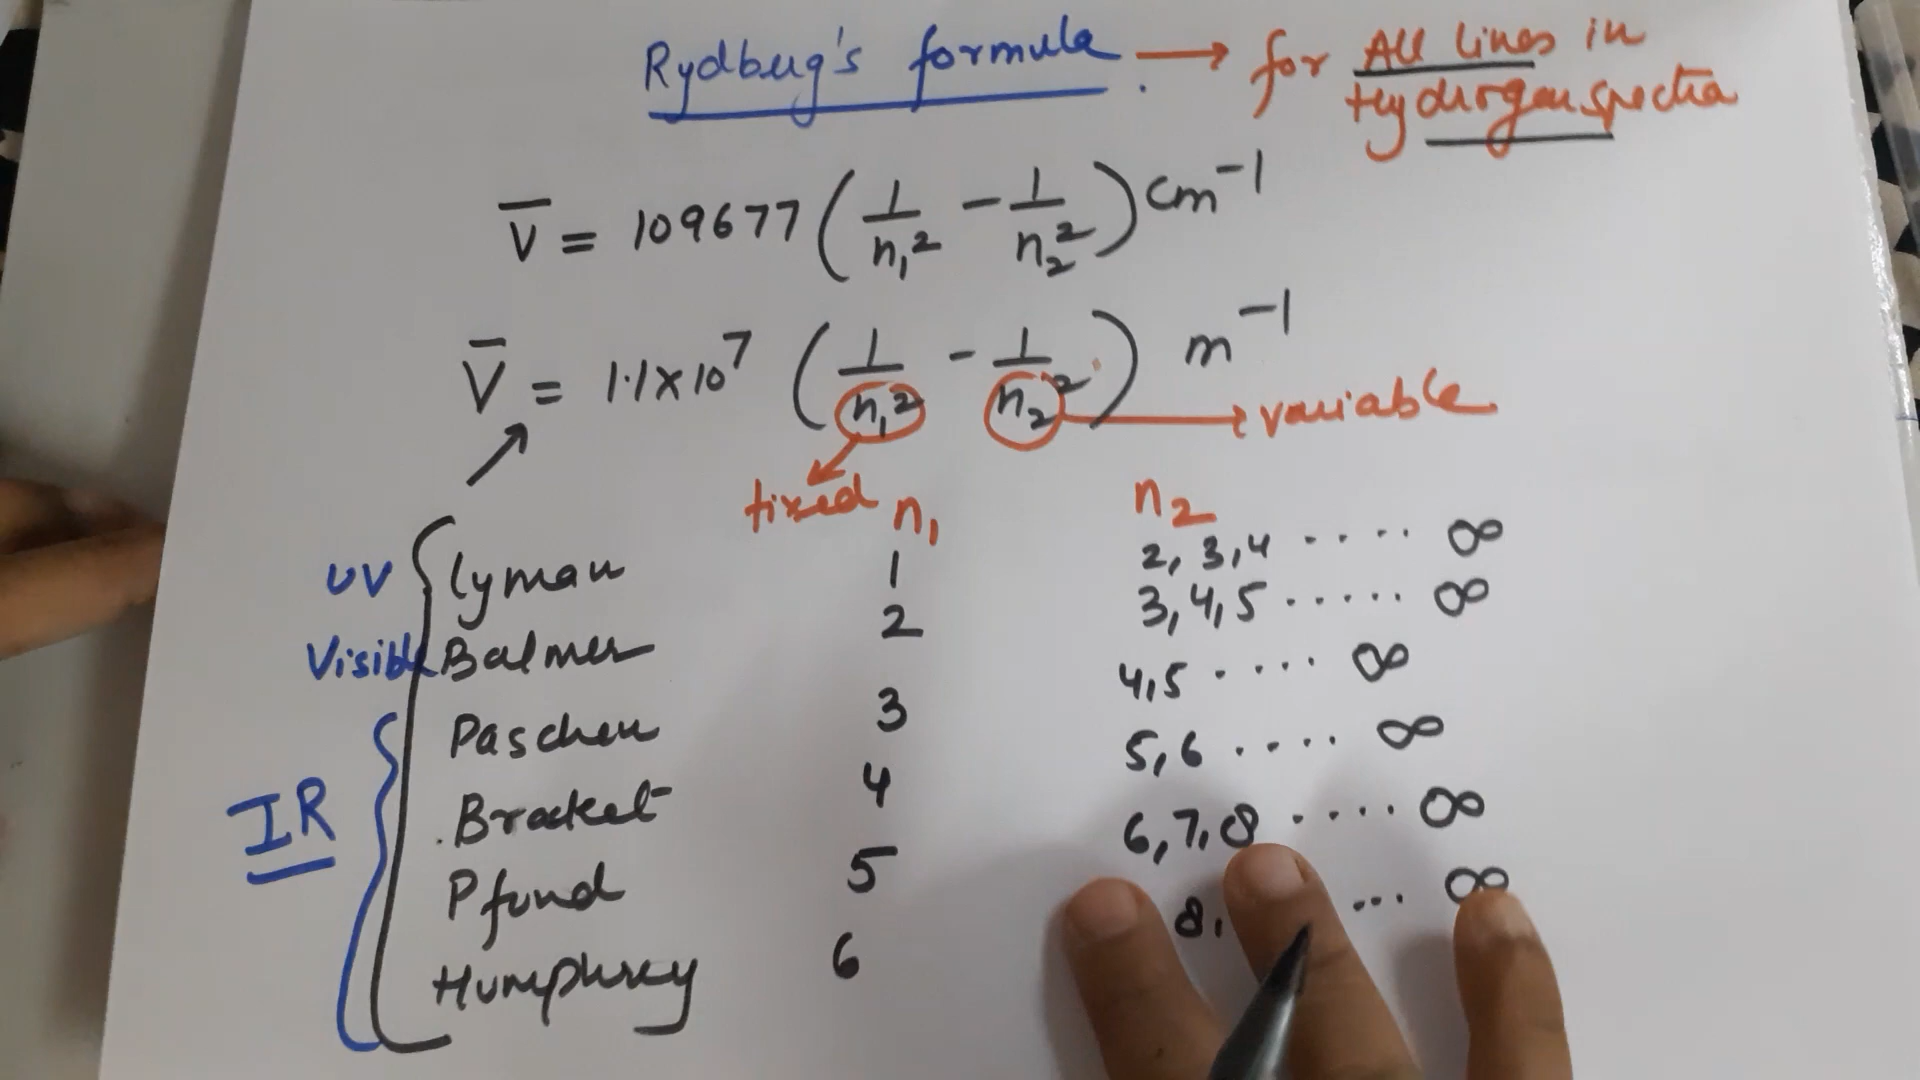 Rydbug's formula. → for All lines in
Hydrogen spectra
V̅ = 109677 (1/n₁² - 1/n₂²) cm⁻¹
V̅ = 1.1×10⁷ (1/n₁² - 1/n₂²) m⁻¹
→ variable
fixed n₁ n₂
UV Lyman 1 2, 3, 4 ..... ∞
Visible Balmer 2 3, 4, 5 ...... ∞
Paschen 3 4, 5 ..... ∞
IR Bracket 4 5, 6 ..... ∞
Pfund 5 6, 7, 8 ..... ∞
Humphrey 6 8, ... ∞